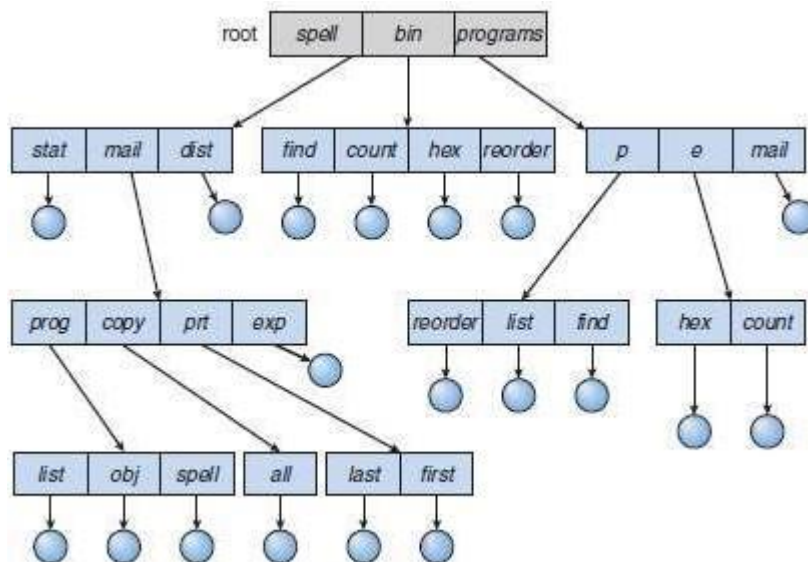 root spell bin programs
stat mail dist find count hex reorder p e mail
prog copy prt exp reorder list find hex count
list obj spell all last first